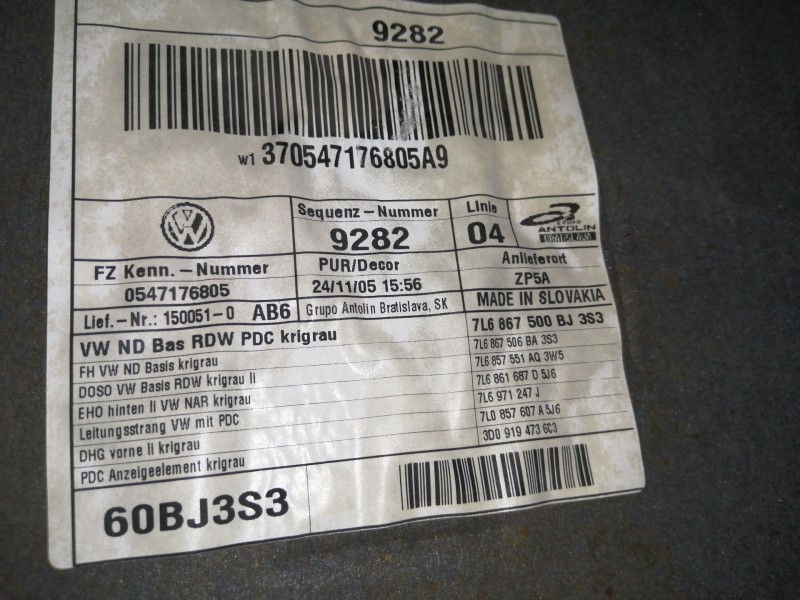 9282
W1 370547176805A9
Sequenz-Nummer
9282
Linie
04
GRUPO
ANTOLIN
BRATISLAVA
FZ Kenn.-Nummer
0547176805
PUR/Decor
24/11/05 15:56
Anlieferort
ZP5A
Lief.-Nr.: 150051-0 AB6
Grupo Antolin Bratislava, SK
MADE IN SLOVAKIA
VW ND Bas RDW PDC krigrau
7L6 867 500 BJ 3S3
FH VW ND Basis krigrau
7L6 867 506 BA 3S3
DOSO VW Basis RDW krigrau li
7L6 857 551 AQ 3W5
EHO hinten li VW NAR krigrau
7L6 861 687 D 5J6
Leitungsstrang VW mit PDC
7L6 971 247 J
DHG vorne li krigrau
7L0 857 607 A 5J6
PDC Anzeigeelement krigrau
3D0 919 473 6C3
60BJ3S3